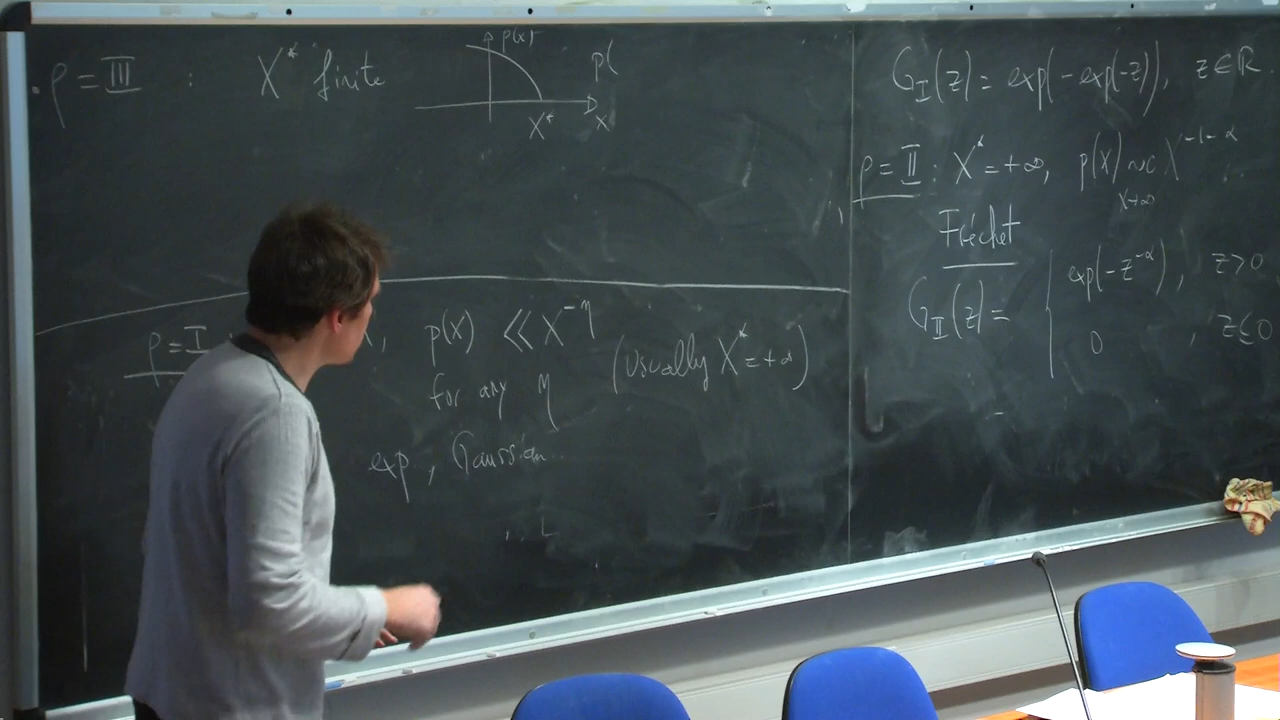 . ρ = III : X* finite
p(x)
p(
X* x
ρ = I x, p(x) << X^{-η} (usually X* = +∞)
for any η
exp, Gaussian..
G_I(z) = exp(-exp(-z)), z ∈ ℝ.
ρ = II : X* = +∞, p(x) ~ c X^{-1-α}
X→∞
Fréchet
G_II(z) = | exp(-z^{-α}), z > 0
0 , z ≤ 0